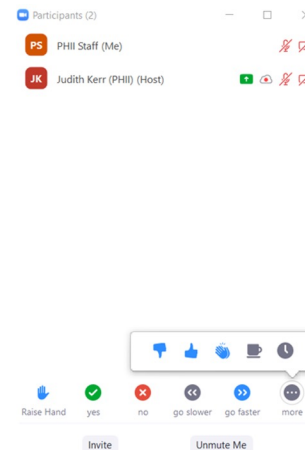 Participants (2)
PS PHII Staff (Me)
JK Judith Kerr (PHII) (Host)
Raise Hand yes no go slower go faster more
Invite Unmute Me